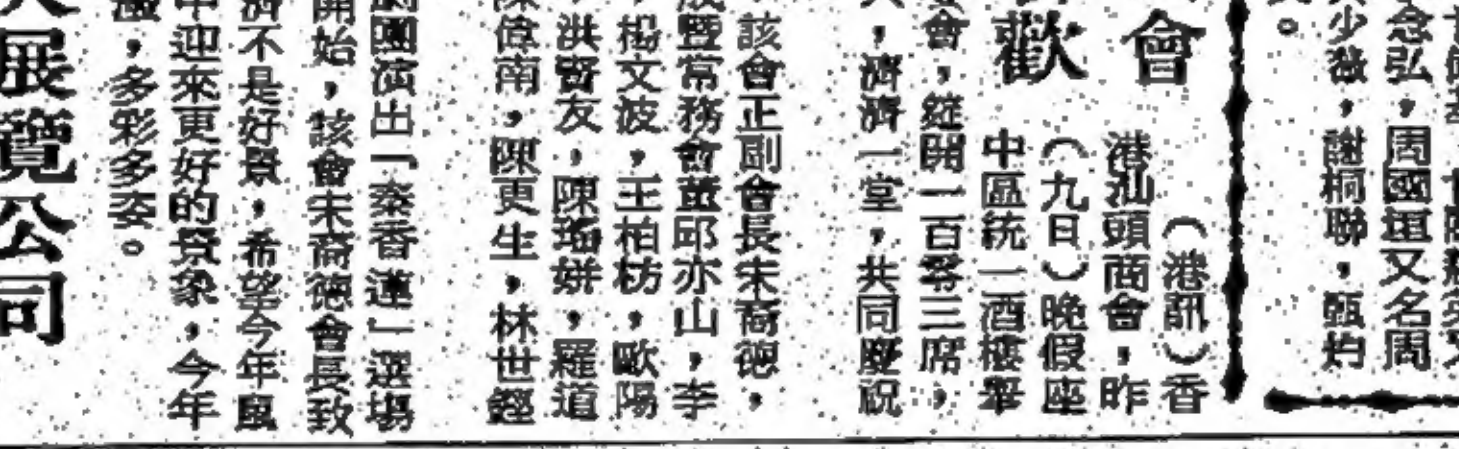 念弘，周國垣又名周
少薇，謝桐聯，甄灼
會
歡
（港訊）香
港汕頭商會，昨
（九日）晚假座
中區統一酒樓舉
會，筵開一百零三席，
，濟濟一堂，共同慶祝
該會正副會長朱裔德，
暨常務會董邱亦山，李
，楊文波，王柏枋，歐陽
，洪賢友，陳瑤姘，羅道
陳偉南，陳更生，林世鏗
劇團演出「秦香蓮」選場
開始，該會朱裔德會長致
濟不是好景，希望今年風
中迎來更好的景象，今年
，多彩多姿。
展覽公司